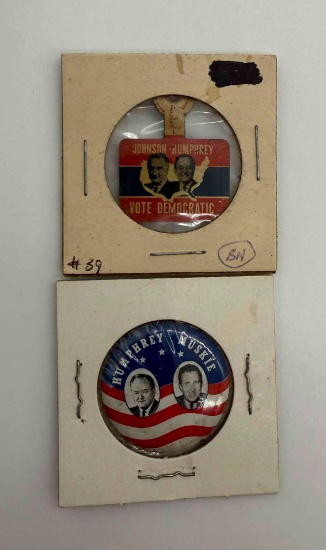 JOHNSON-HUMPHREY
VOTE DEMOCRATIC
# 39
BN
HUMPHREY MUSKIE